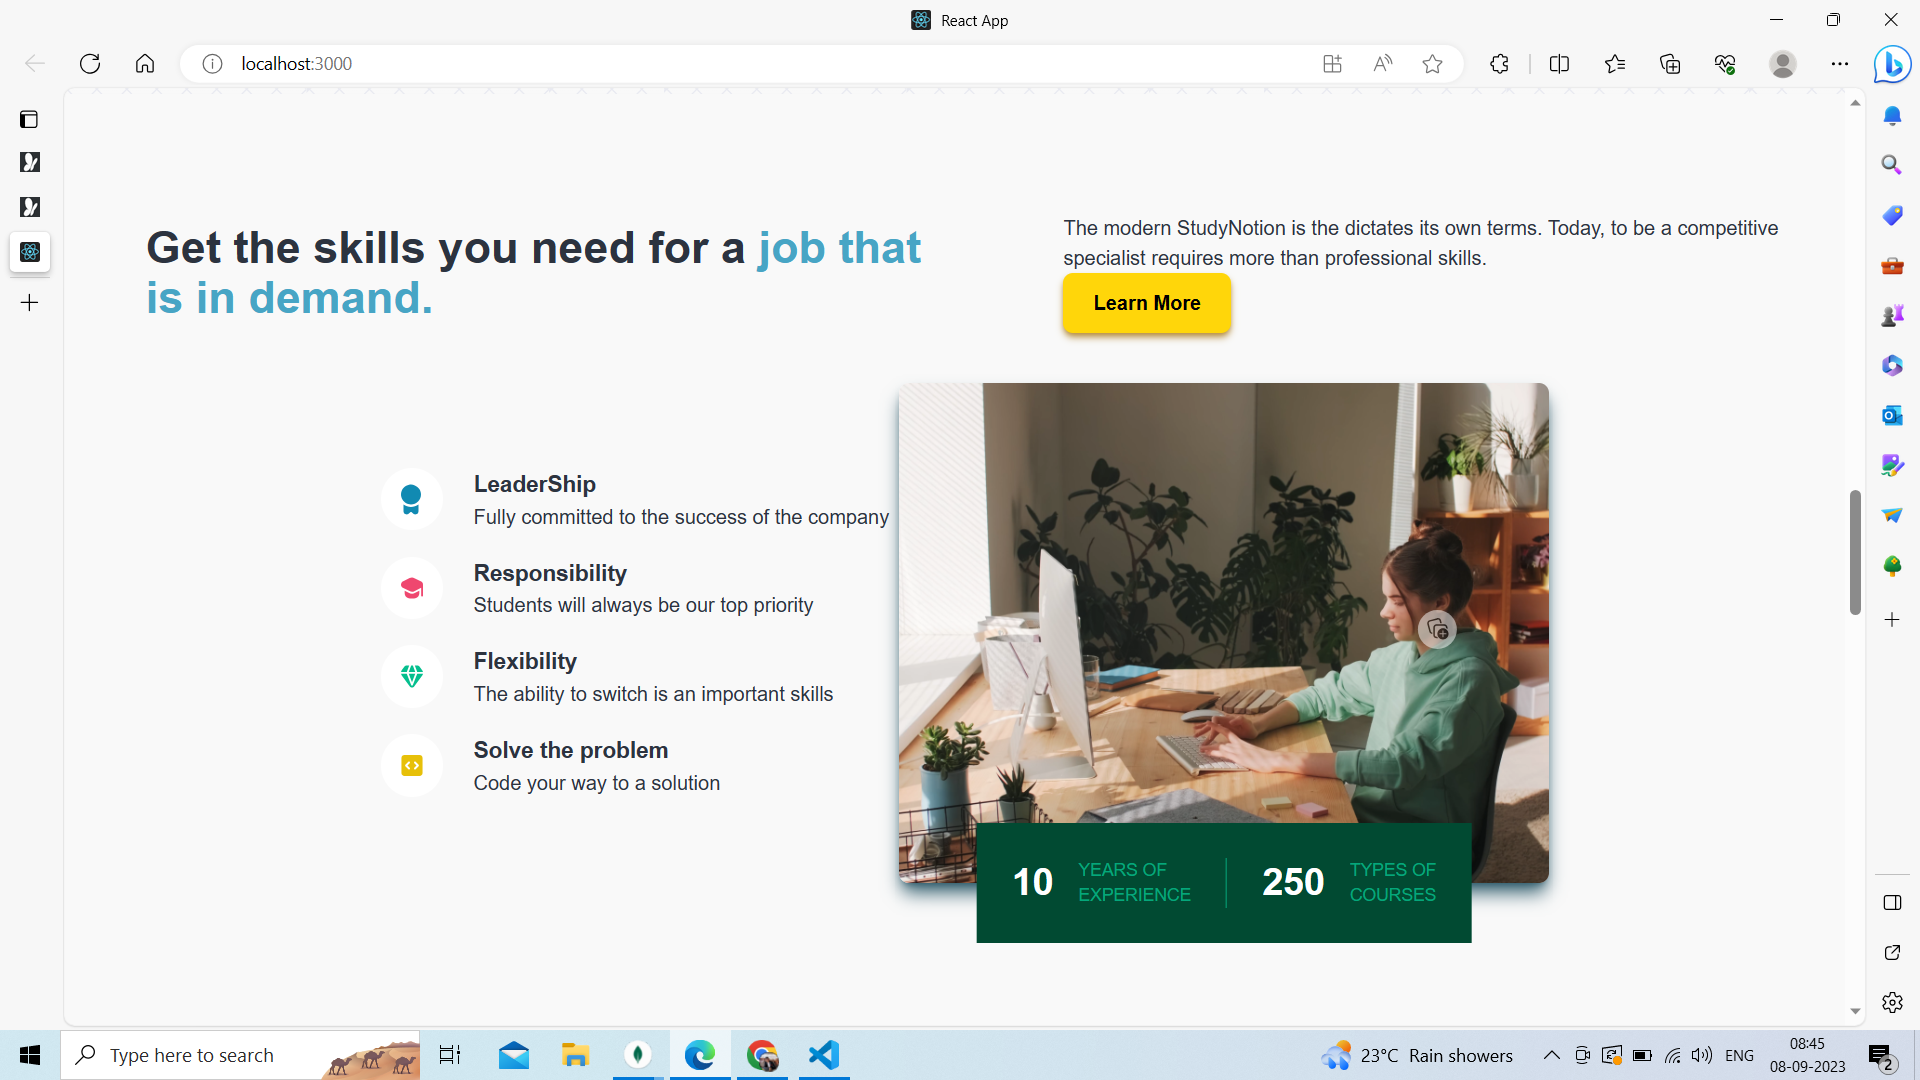 React App
localhost:3000
Get the skills you need for a job that
is in demand.
The modern StudyNotion is the dictates its own terms. Today, to be a competitive
specialist requires more than professional skills.
Learn More
LeaderShip
Fully committed to the success of the company
Responsibility
Students will always be our top priority
Flexibility
The ability to switch is an important skills
Solve the problem
Code your way to a solution
10
YEARS OF
EXPERIENCE
250
TYPES OF
COURSES
Type here to search
23°C Rain showers
ENG
08:45
08-09-2023
2